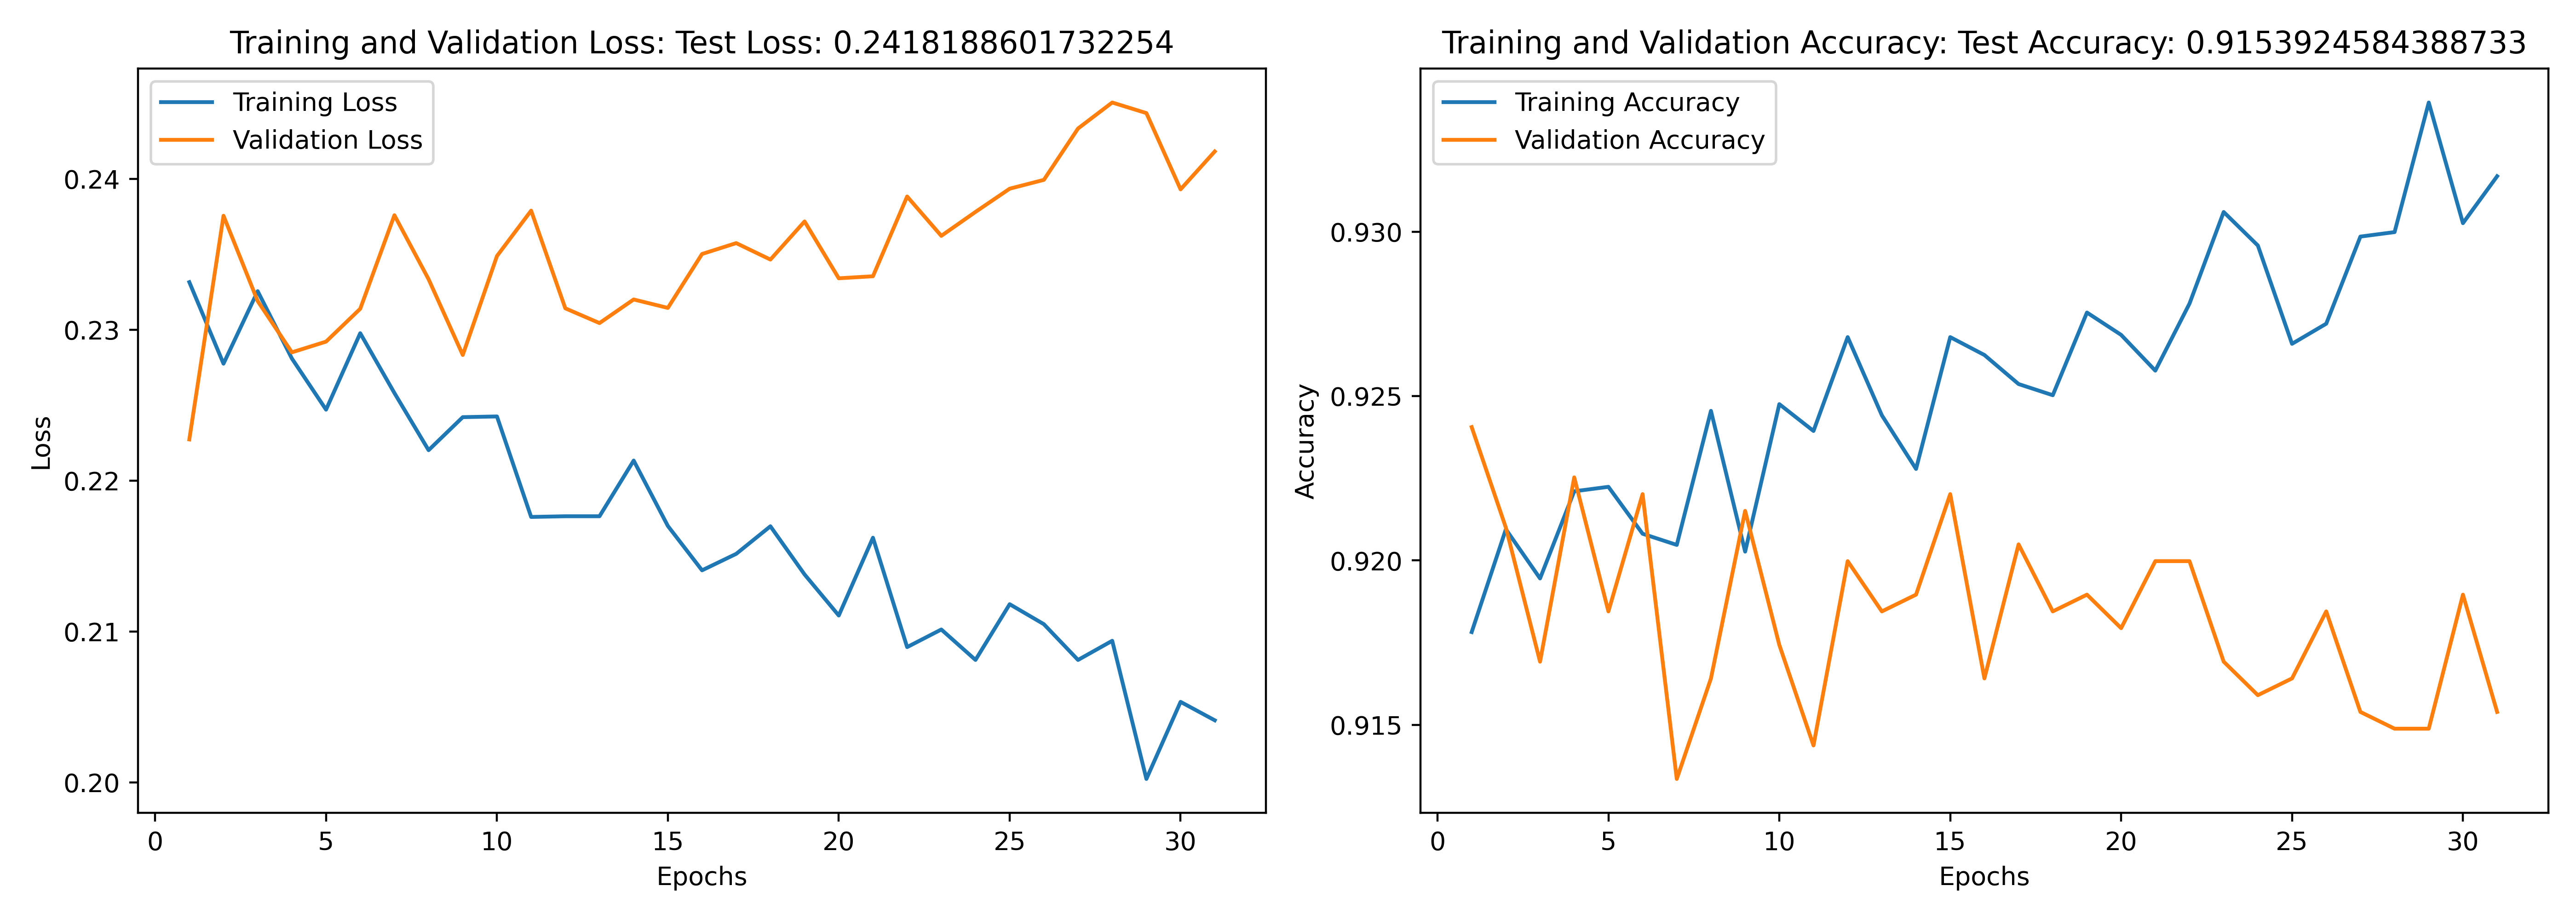 Training and Validation Loss: Test Loss: 0.2418188601732254
Training Loss
Validation Loss
0.24
0.23
0.22
0.21
0.20
Loss
0 5 10 15 20 25 30
Epochs
Training and Validation Accuracy: Test Accuracy: 0.9153924584388733
Training Accuracy
Validation Accuracy
0.930
0.925
0.920
0.915
Accuracy
0 5 10 15 20 25 30
Epochs